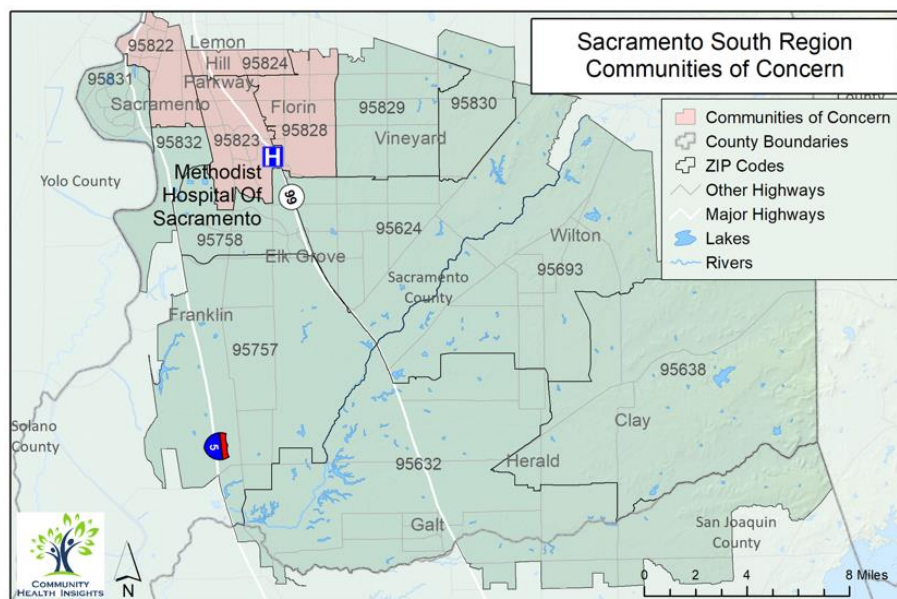 Sacramento South Region
Communities of Concern
Communities of Concern
County Boundaries
ZIP Codes
Other Highways
Major Highways
Lakes
Rivers
95822
Lemon
Hill
95824
Parkway
95831
Sacramento
Florin
95829
95830
Vineyard
95832
95823
95828
H
Yolo County
Methodist
Hospital Of
Sacramento
99
95758
95624
Elk Grove
Wilton
Sacramento
County
95693
Franklin
95757
95638
Solano
County
5
Clay
95632
Herald
Galt
San Joaquin
County
County
COMMUNITY
HEALTH INSIGHTS
N
0 2 4 8 Miles